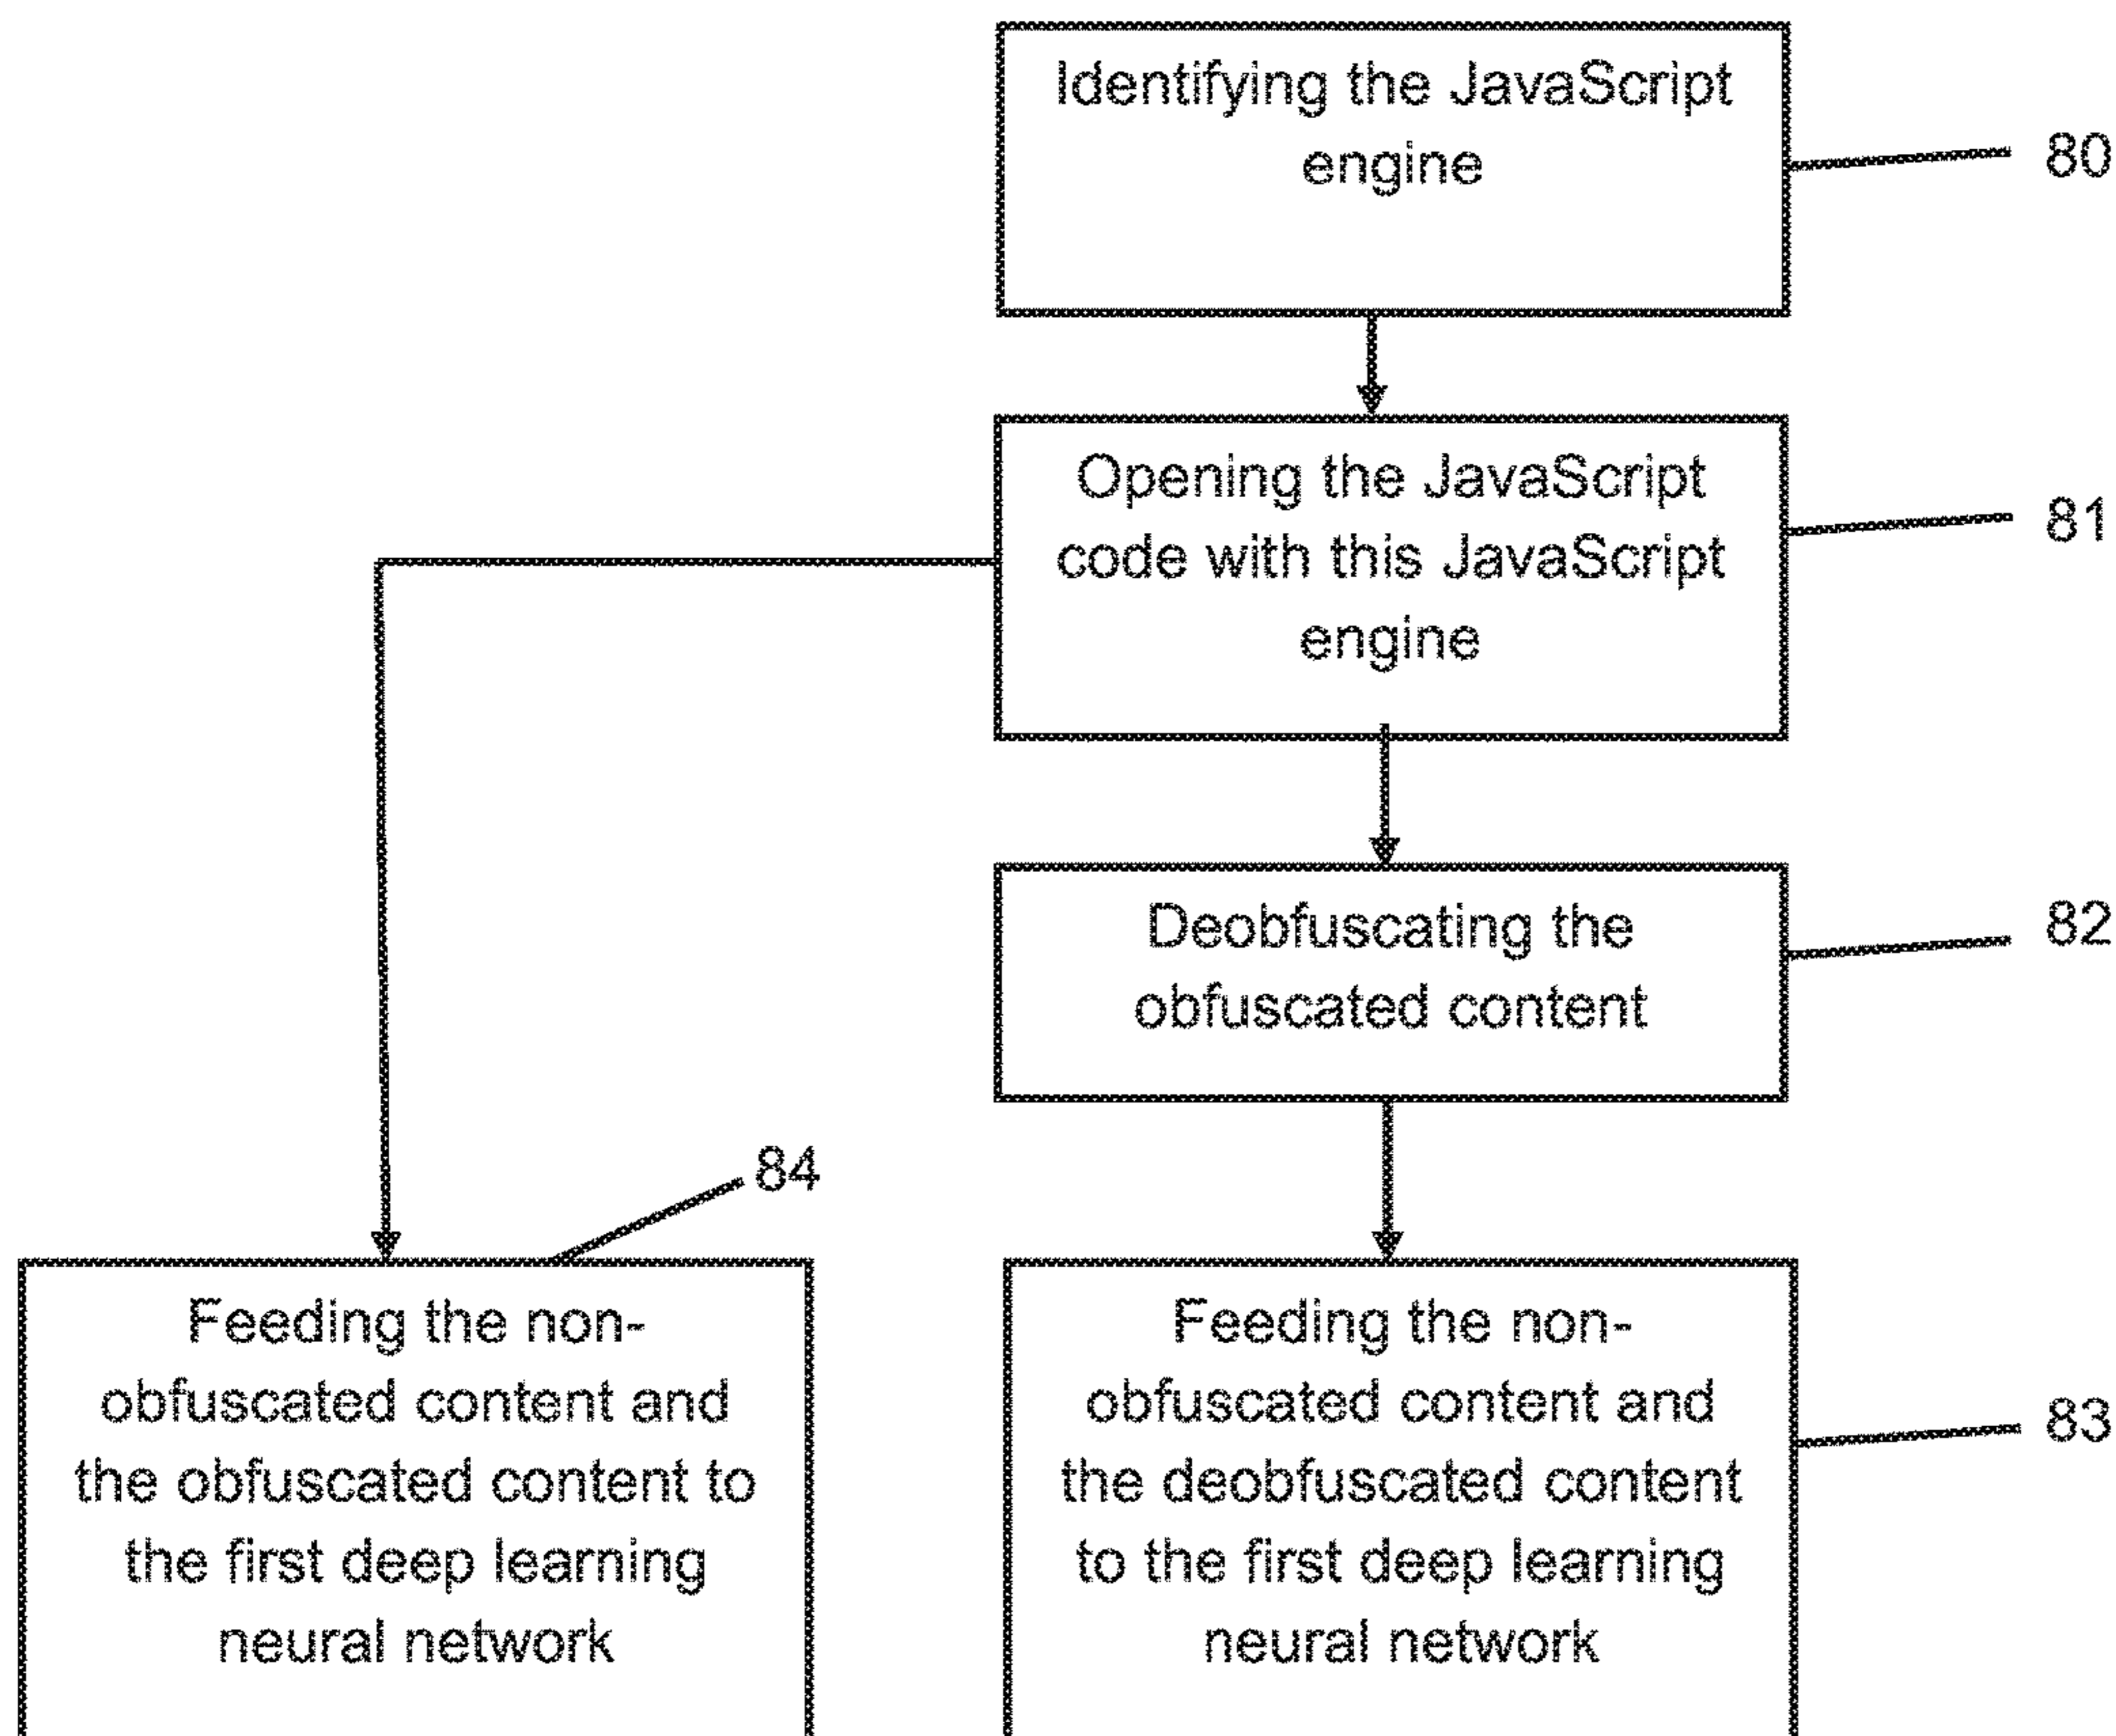 Identifying the JavaScript
engine
80
Opening the JavaScript
code with this JavaScript
engine
81
Deobfuscating the
obfuscated content
82
84
Feeding the non-
obfuscated content and
the obfuscated content to
the first deep learning
neural network
Feeding the non-
obfuscated content and
the deobfuscated content
to the first deep learning
neural network
83